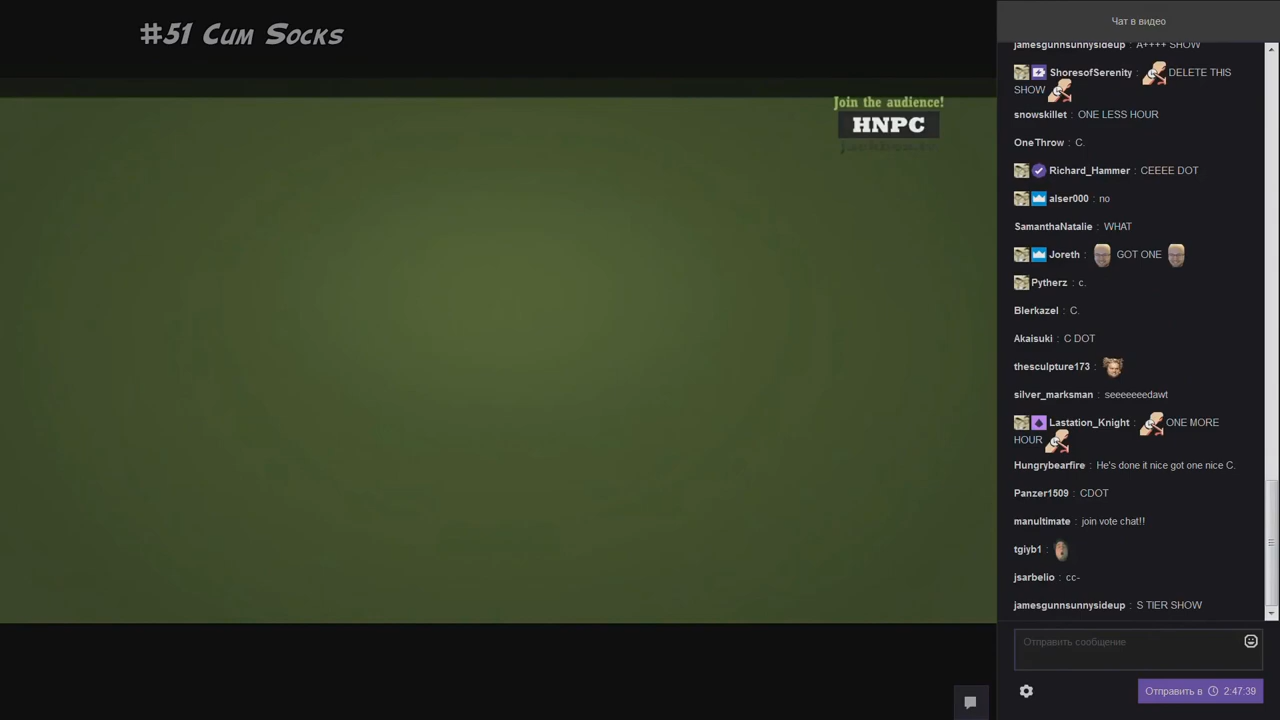 #51 Cum Socks
Join the audience!
HNPC
jackbox.tv
Чат в видео
jamesgunnsunnysideup : A++++ SHOW
ShoresofSerenity : DELETE THIS
SHOW
snowskillet : ONE LESS HOUR
OneThrow : C.
Richard_Hammer : CEEEE DOT
alser000 : no
SamanthaNatalie : WHAT
Joreth : GOT ONE
Pytherz : c.
Blerkazel : C.
Akaisuki : C DOT
thesculpture173 :
silver_marksman : seeeeeeedawt
Lastation_Knight : ONE MORE
HOUR
Hungrybearfire : He's done it nice got one nice C.
Panzer1509 : CDOT
manultimate : join vote chat!!
tgiyb1 :
jsarbelio : cc-
jamesgunnsunnysideup : S TIER SHOW
Отправить сообщение
Отправить в 2:47:39